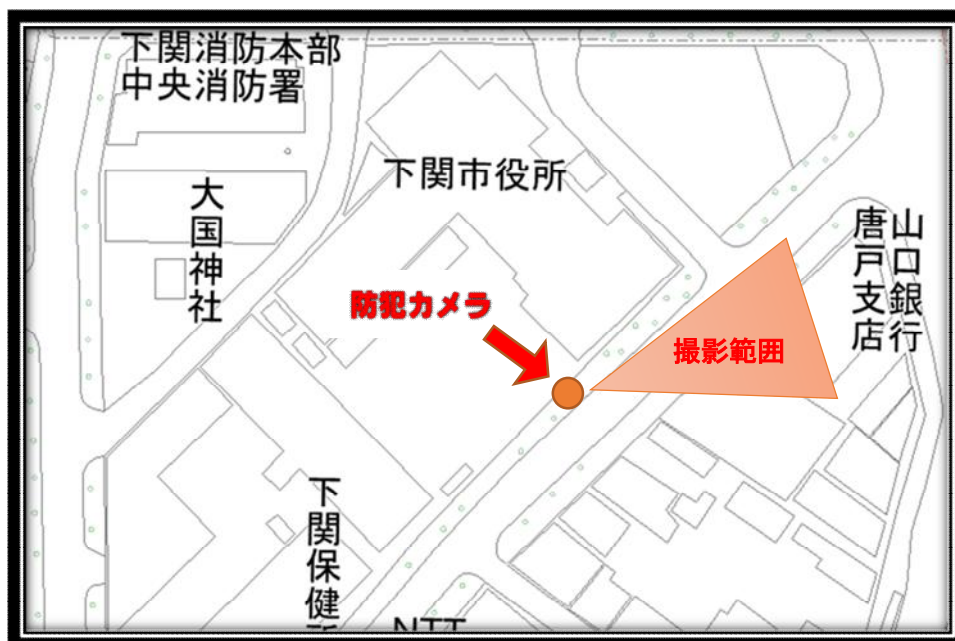 下関消防本部
中央消防署
下関市役所
大国神社
山口銀行
唐戸支店
防犯カメラ
撮影範囲
下関保健
NTT